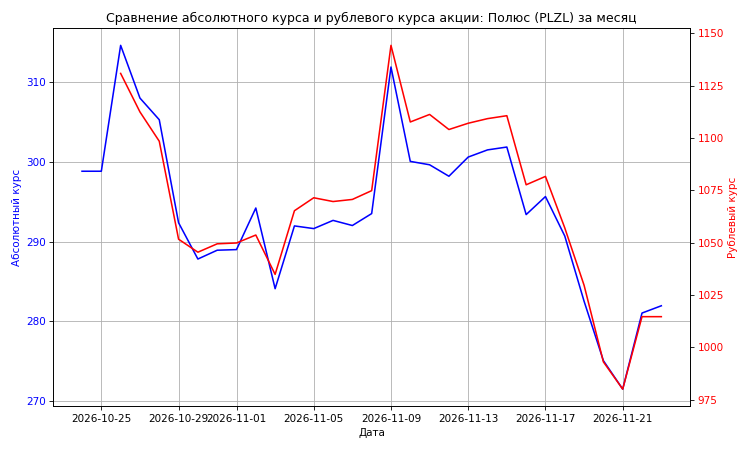 Сравнение абсолютного курса и рублевого курса акции: Полюс (PLZL) за месяц
Абсолютный курс
310
300
290
280
270
1150
1125
1100
1075
1050
1025
1000
975
Рублевый курс
2026-10-25 2026-10-29 2026-11-01 2026-11-05 2026-11-09 2026-11-13 2026-11-17 2026-11-21
Дата